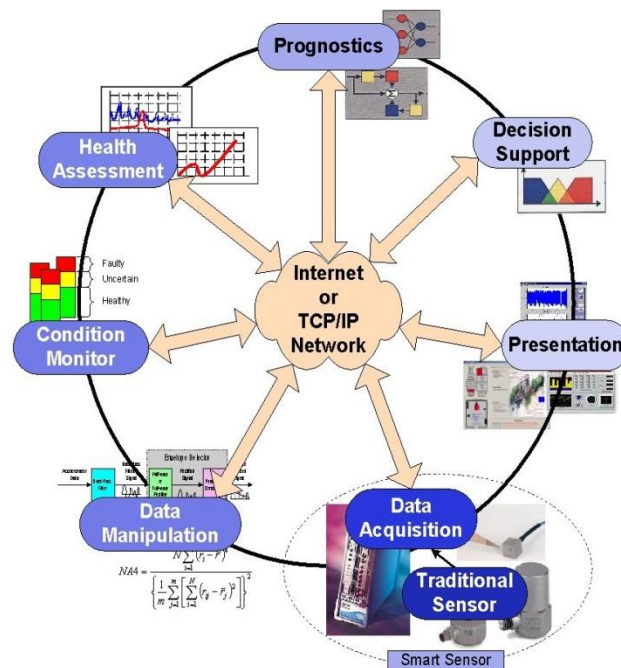 Prognostics
Decision
Support
Health
Assessment
Faulty
Uncertain
Healthy
Condition
Monitor
Internet
or
TCP/IP
Network
Presentation
Envelope Detector
Data
Manipulation
Data
Acquisition
Traditional
Sensor
Smart Sensor